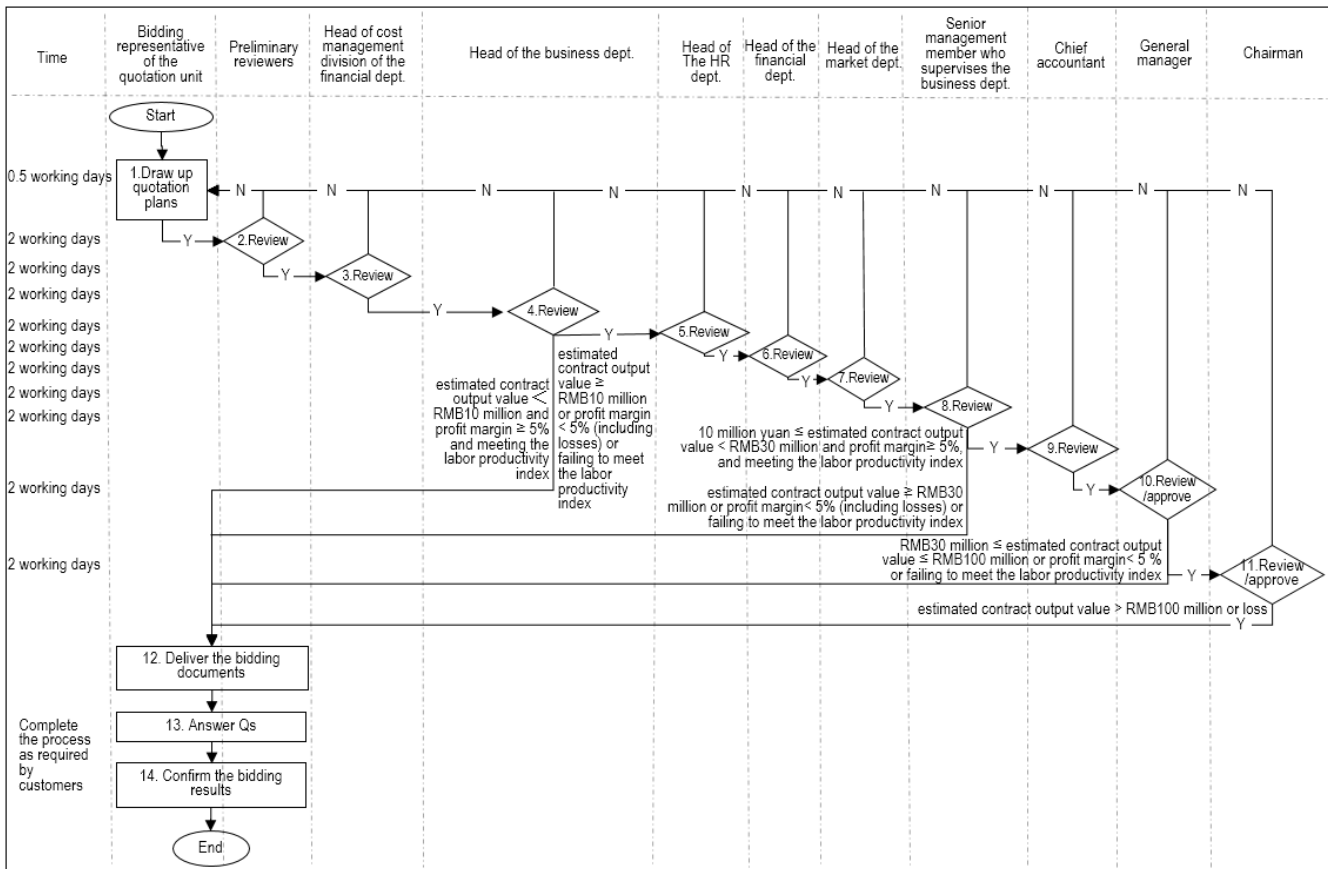 Time
Bidding
representative
of the
quotation unit
Preliminary
reviewers
Head of cost
management
division of the
financial dept.
Head of the business dept.
Head of
The HR
dept.
Head of the
financial
dept.
Head of
the market
dept.
Senior
management
member who
supervises the
business dept.
Chief
accountant
General
manager
Chairman
Start
0.5 working days
1.Draw up
quotation
plans
N
N
N
N
N
N
N
N
N
N
2 working days
Y
2.Review
2 working days
Y
3.Review
2 working days
Y
4.Review
2 working days
Y
5.Review
2 working days
Y
6.Review
2 working days
Y
7.Review
2 working days
Y
8.Review
2 working days
Y
9.Review
estimated contract
output value <
RMB10 million and
profit margin ≥ 5%
and meeting the
labor productivity
index
estimated
contract output
value ≥
RMB10 million
or profit margin
< 5% (including
losses) or
failing to meet
the labor
productivity
index
10 million yuan ≤ estimated contract output
value < RMB30 million and profit margin≥ 5%,
and meeting the labor productivity index
2 working days
Y
10.Review
/approve
estimated contract output value ≥ RMB30
million or profit margin< 5% (including losses) or
failing to meet the labor productivity index
RMB30 million ≤ estimated contract output
value ≤ RMB100 million or profit margin< 5 %
or failing to meet the labor productivity index
2 working days
Y
11.Review
/approve
estimated contract output value > RMB100 million or loss
Y
12. Deliver the bidding
documents
Complete
the process
as required
by
customers
13. Answer Qs
14. Confirm the bidding
results
End